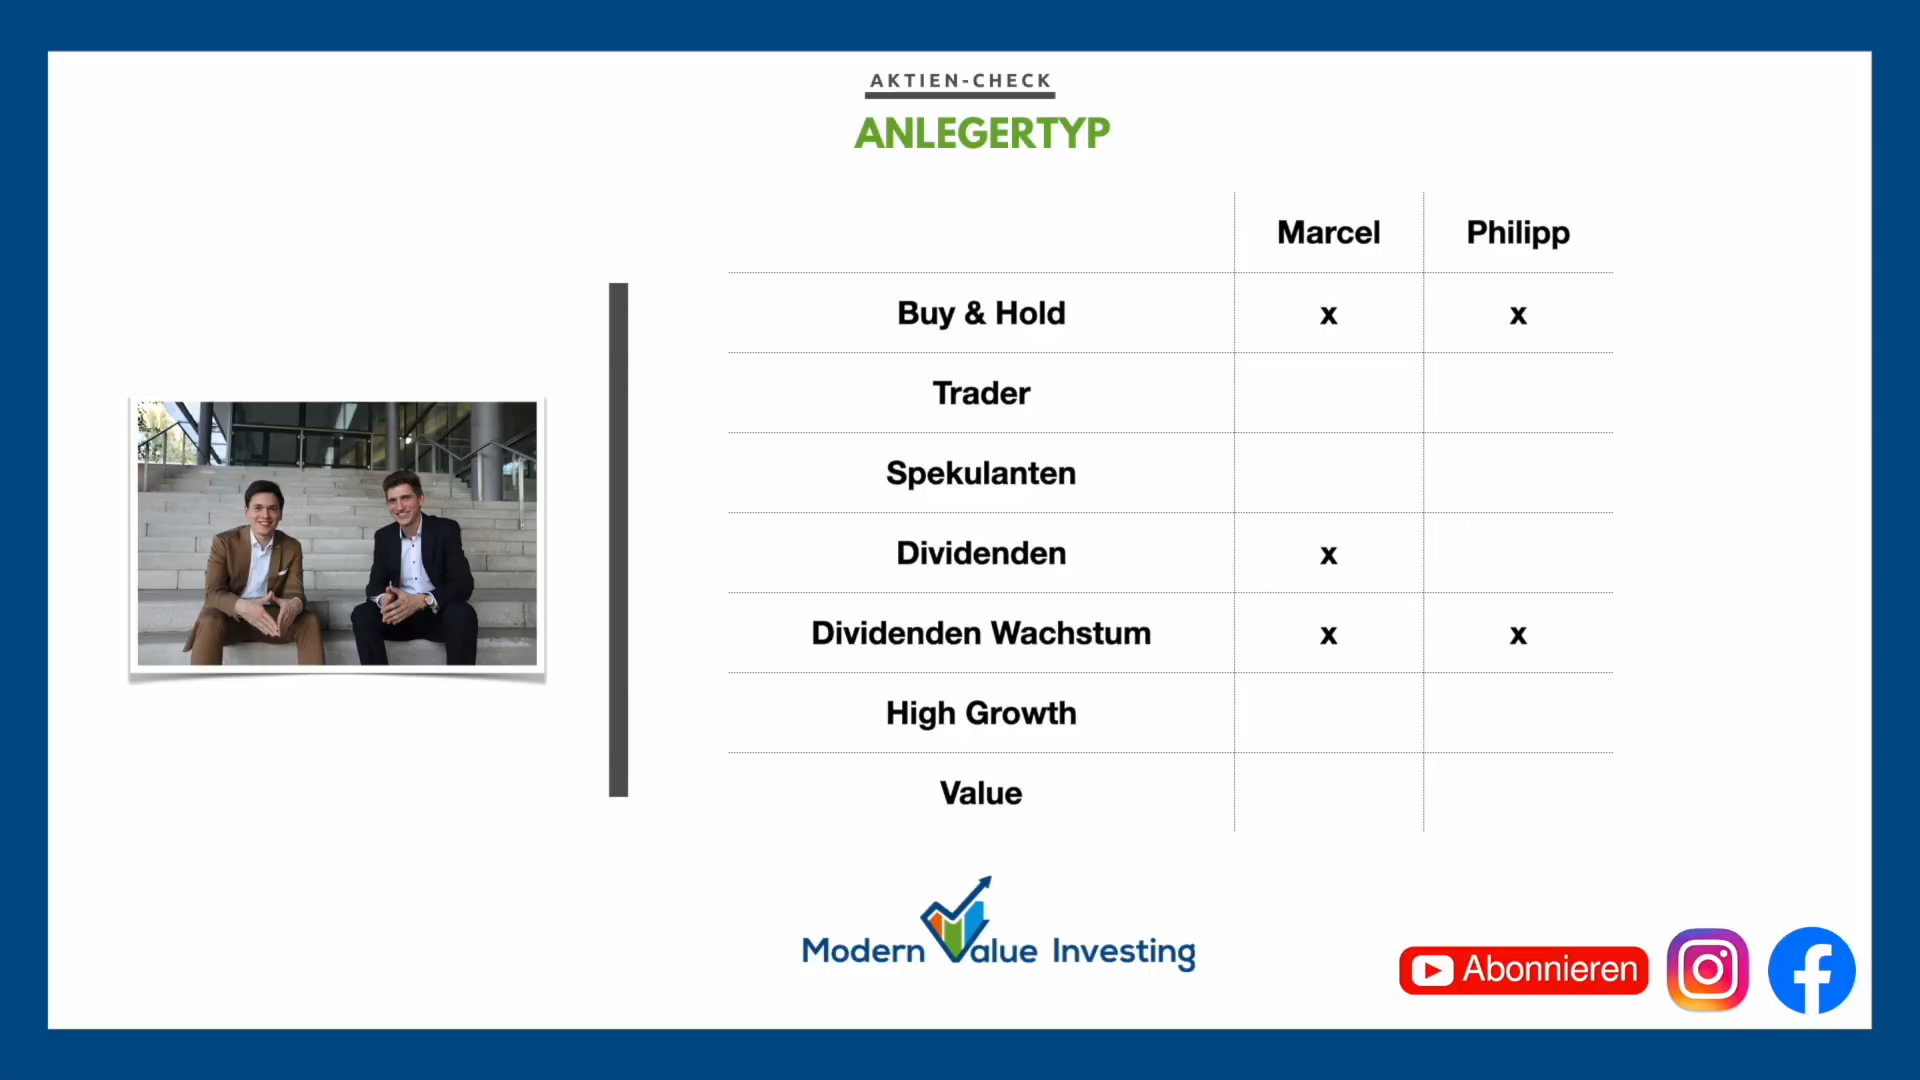 AKTIEN-CHECK
ANLEGERTYP
Marcel Philipp
Buy & Hold x x
Trader
Spekulanten
Dividenden x
Dividenden Wachstum x x
High Growth
Value
Modern Value Investing
Abonnieren